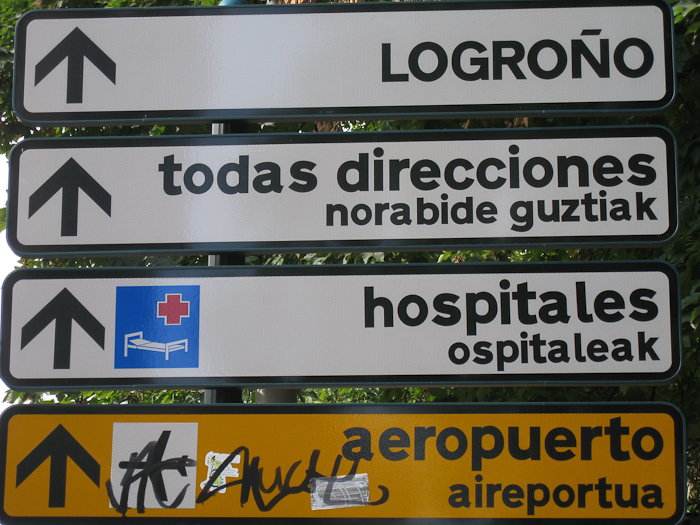 LOGROÑO
todas direcciones
norabide guztiak
hospitales
ospitaleak
aeropuerto
aireportua